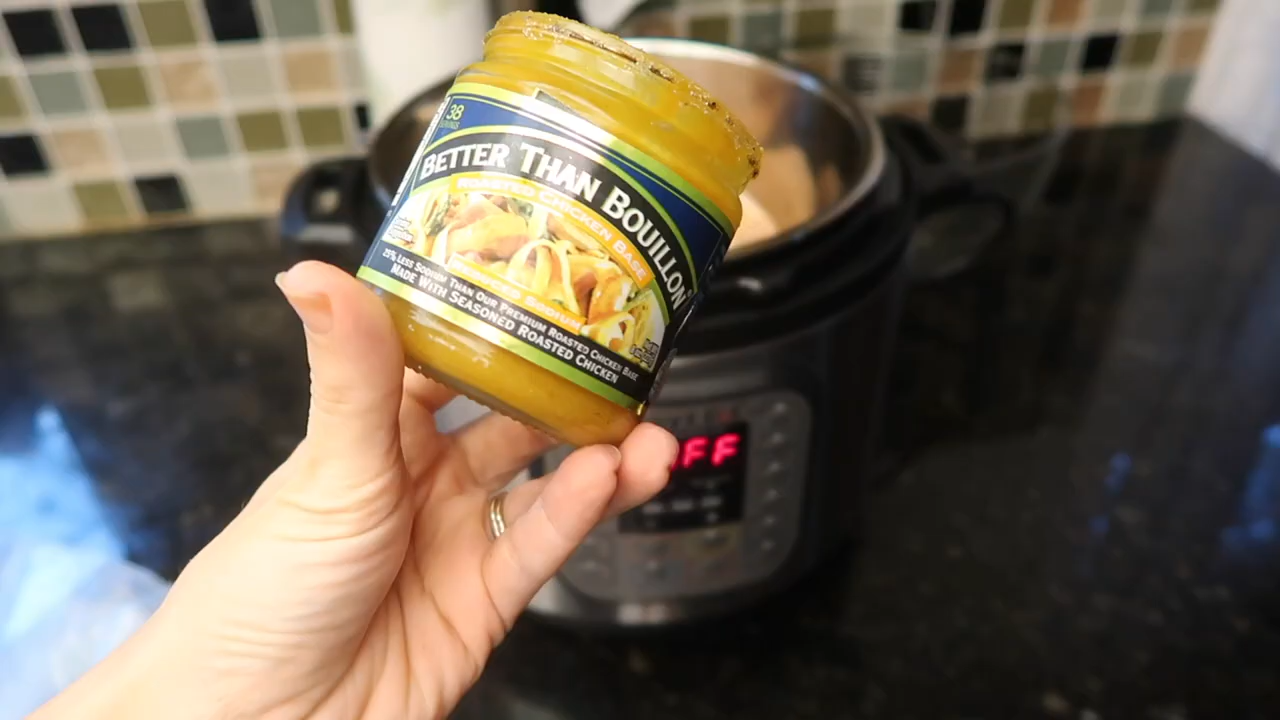 38
BETTER THAN BOUILLON
ROASTED CHICKEN BASE
REDUCED SODIUM
25% LESS SODIUM THAN OUR PREMIUM ROASTED CHICKEN BASE
MADE WITH SEASONED ROASTED CHICKEN
FF